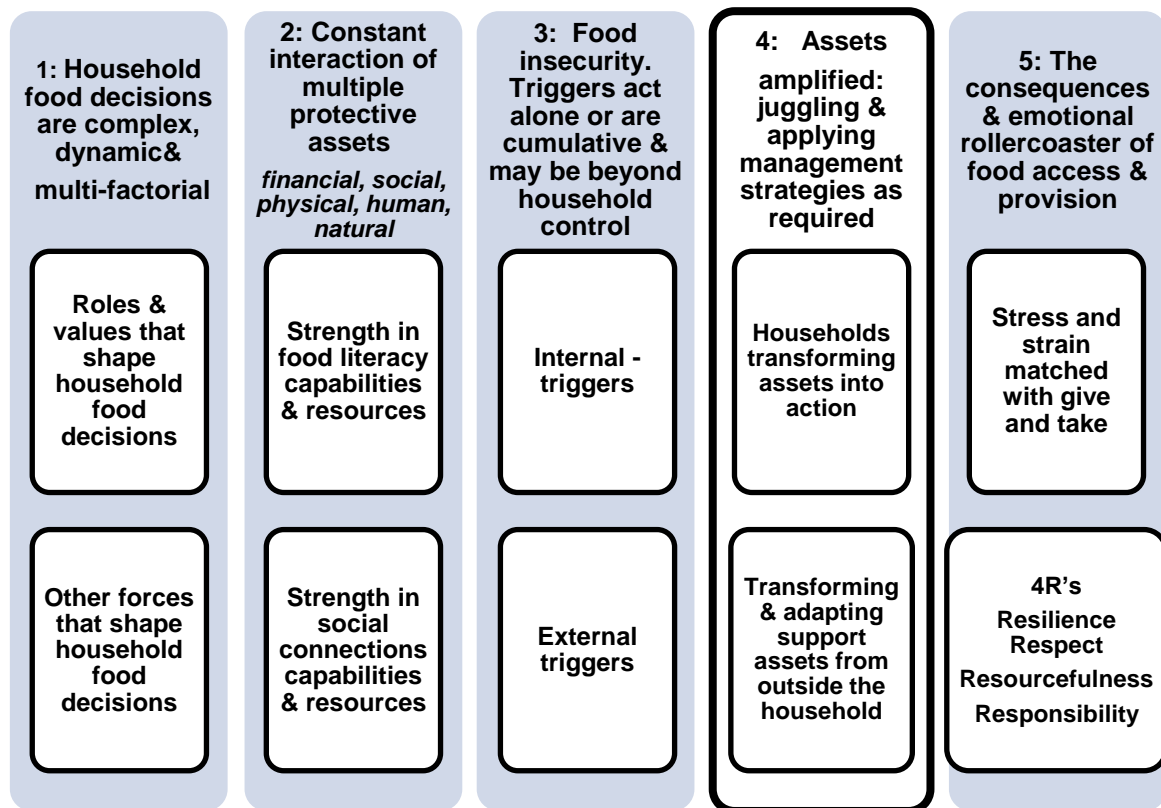 1: Household
food decisions
are complex,
dynamic&
multi-factorial
Roles &
values that
shape
household
food
decisions
Other forces
that shape
household
food
decisions
2: Constant
interaction of
multiple
protective
assets
financial, social,
physical, human,
natural
Strength in
food literacy
capabilities
& resources
Strength in
social
connections
capabilities
& resources
3: Food
insecurity.
Triggers act
alone or are
cumulative &
may be beyond
household
control
Internal -
triggers
External
triggers
4: Assets
amplified:
juggling &
applying
management
strategies as
required
Households
transforming
assets into
action
Transforming
& adapting
support
assets from
outside the
household
5: The
consequences
& emotional
rollercoaster of
food access &
provision
Stress and
strain
matched
with give
and take
4R's
Resilience
Respect
Resourcefulness
Responsibility